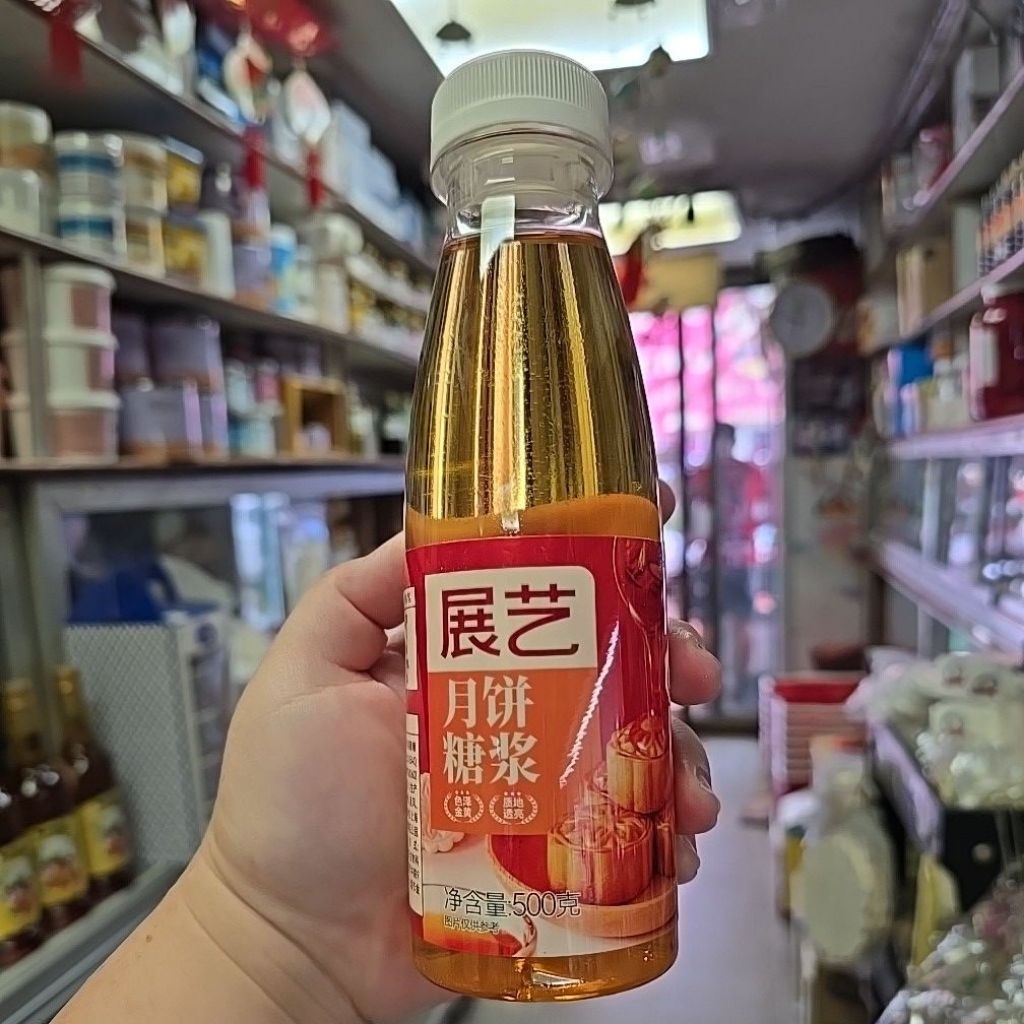 展艺
月饼
糖浆
色泽
金黄
质地
透亮
净含量:500克
图片仅供参考